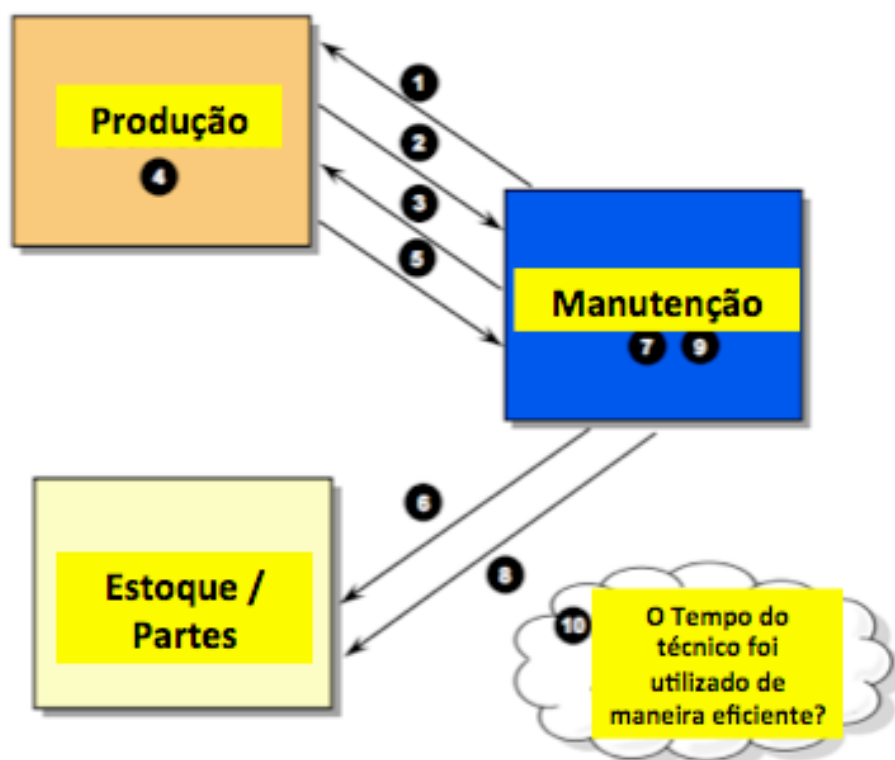 1
Produção
2
4
3
5
Manutenção
7 9
6
Estoque /
Partes
8
10
O Tempo do
técnico foi
utilizado de
maneira eficiente?